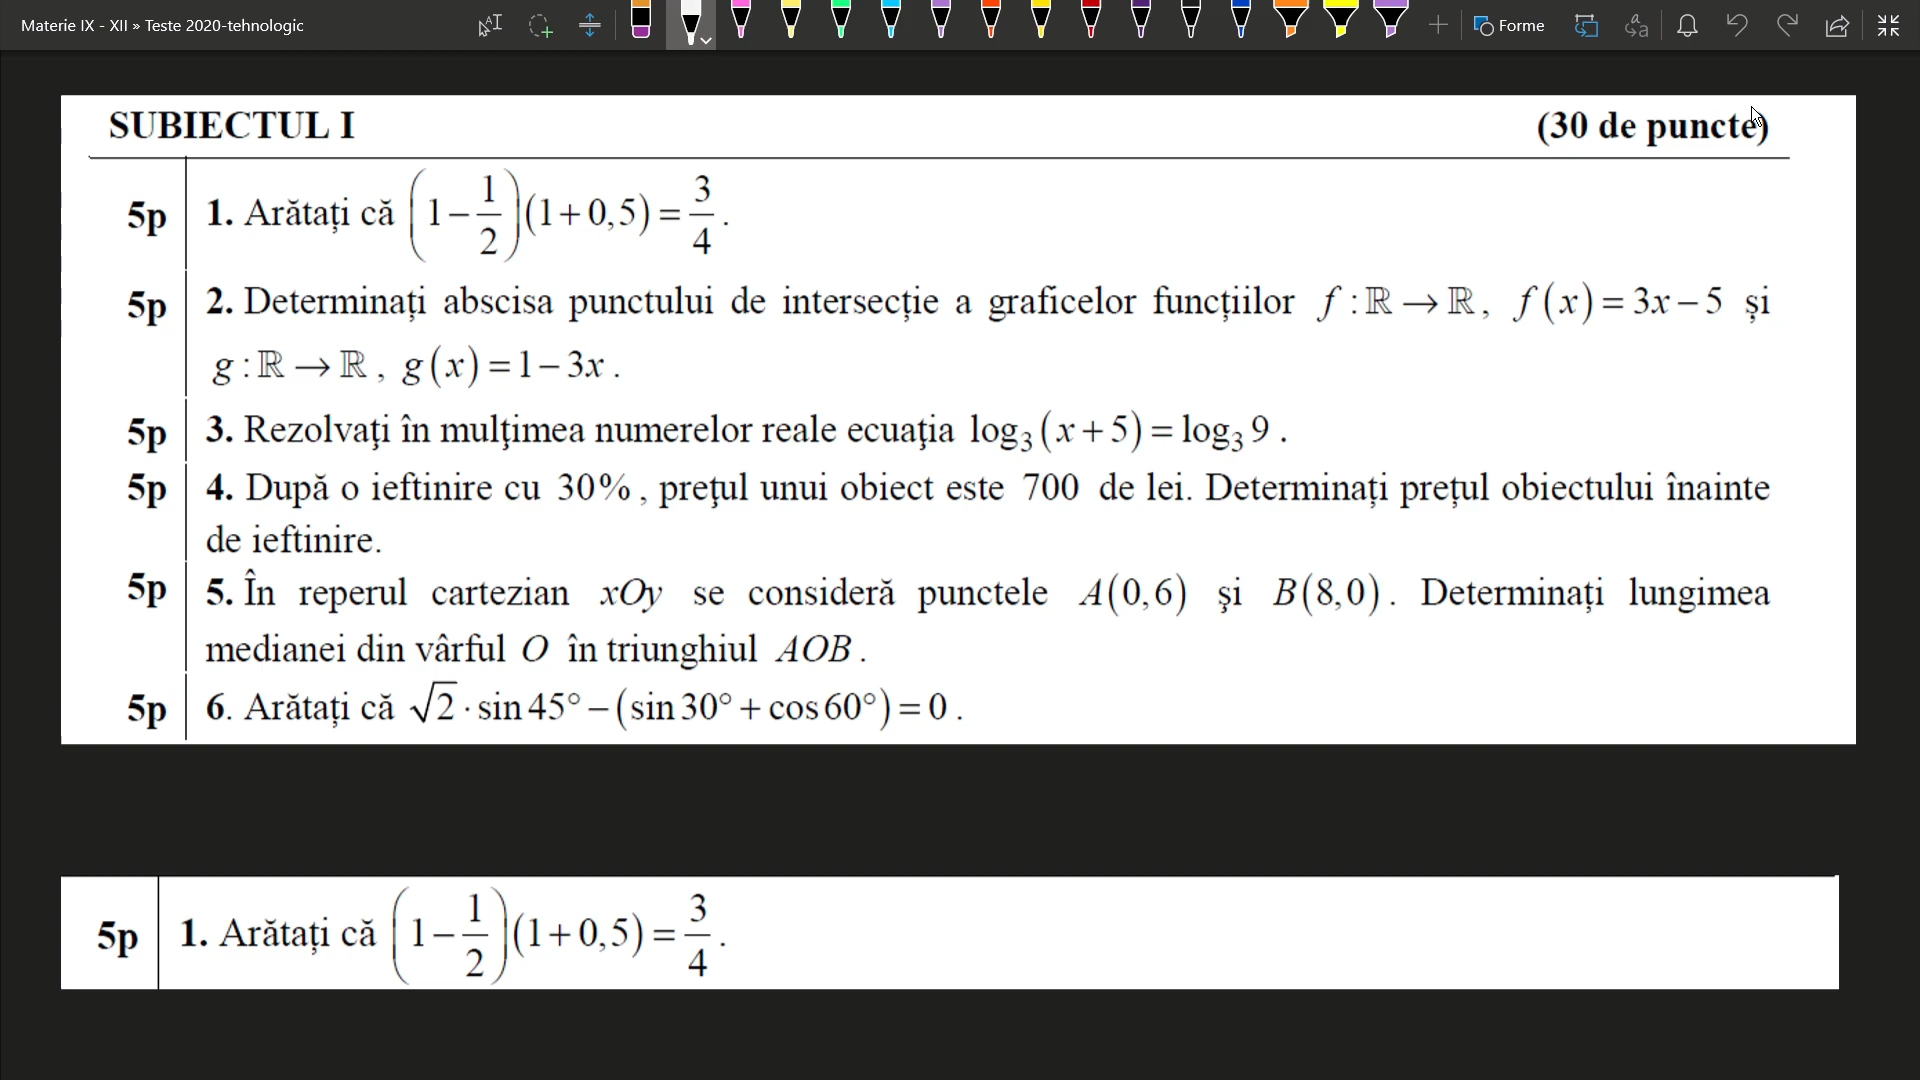 Materie IX - XII » Teste 2020-tehnologic
Forme
SUBIECTUL I (30 de puncte)
5p 1. Arătați că (1 − 1/2)(1 + 0,5) = 3/4.
5p 2. Determinați abscisa punctului de intersecție a graficelor funcțiilor f : ℝ → ℝ, f(x) = 3x − 5 și
g : ℝ → ℝ, g(x) = 1 − 3x.
5p 3. Rezolvaţi în mulţimea numerelor reale ecuaţia log₃(x + 5) = log₃ 9.
5p 4. După o ieftinire cu 30%, preţul unui obiect este 700 de lei. Determinați prețul obiectului înainte
de ieftinire.
5p 5. În reperul cartezian xOy se consideră punctele A(0,6) şi B(8,0). Determinați lungimea
medianei din vârful O în triunghiul AOB.
5p 6. Arătați că √2 · sin 45° − (sin 30° + cos 60°) = 0.
5p 1. Arătați că (1 − 1/2)(1 + 0,5) = 3/4.